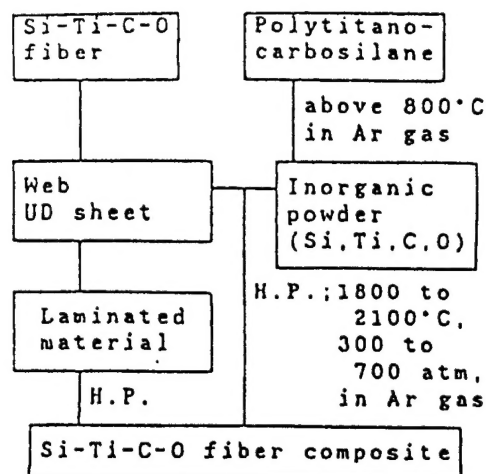 Si-Ti-C-O
fiber
Polytitano-
carbosilane
above 800°C
in Ar gas
Web
UD sheet
Inorganic
powder
(Si,Ti,C,O)
Laminated
material
H.P.;1800 to
2100°C,
300 to
700 atm,
in Ar gas
H.P.
Si-Ti-C-O fiber composite